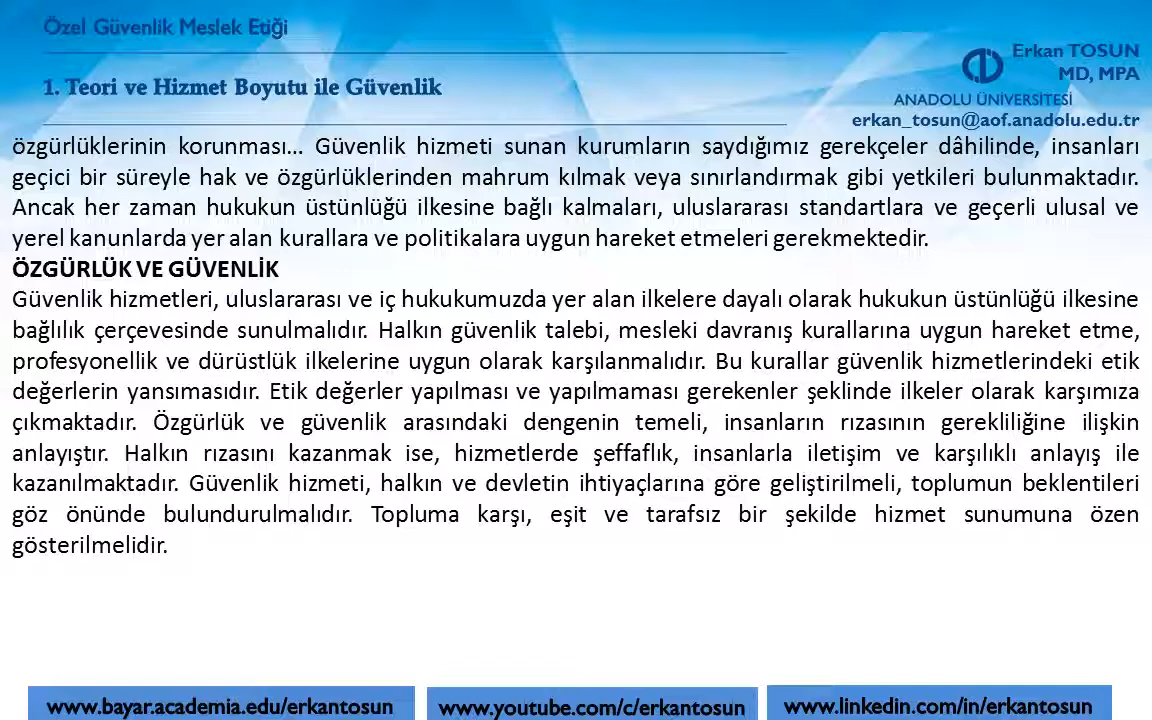 Özel Güvenlik Meslek Etiği
Erkan TOSUN
MD, MPA
1. Teori ve Hizmet Boyutu ile Güvenlik
ANADOLU ÜNİVERSİTESİ
erkan_tosun@aof.anadolu.edu.tr
özgürlüklerinin korunması... Güvenlik hizmeti sunan kurumların saydığımız gerekçeler dâhilinde, insanları
geçici bir süreyle hak ve özgürlüklerinden mahrum kılmak veya sınırlandırmak gibi yetkileri bulunmaktadır.
Ancak her zaman hukukun üstünlüğü ilkesine bağlı kalmaları, uluslararası standartlara ve geçerli ulusal ve
yerel kanunlarda yer alan kurallara ve politikalara uygun hareket etmeleri gerekmektedir.
ÖZGÜRLÜK VE GÜVENLİK
Güvenlik hizmetleri, uluslararası ve iç hukukumuzda yer alan ilkelere dayalı olarak hukukun üstünlüğü ilkesine
bağlılık çerçevesinde sunulmalıdır. Halkın güvenlik talebi, mesleki davranış kurallarına uygun hareket etme,
profesyonellik ve dürüstlük ilkelerine uygun olarak karşılanmalıdır. Bu kurallar güvenlik hizmetlerindeki etik
değerlerin yansımasıdır. Etik değerler yapılması ve yapılmaması gerekenler şeklinde ilkeler olarak karşımıza
çıkmaktadır. Özgürlük ve güvenlik arasındaki dengenin temeli, insanların rızasının gerekliliğine ilişkin
anlayıştır. Halkın rızasını kazanmak ise, hizmetlerde şeffaflık, insanlarla iletişim ve karşılıklı anlayış ile
kazanılmaktadır. Güvenlik hizmeti, halkın ve devletin ihtiyaçlarına göre geliştirilmeli, toplumun beklentileri
göz önünde bulundurulmalıdır. Topluma karşı, eşit ve tarafsız bir şekilde hizmet sunumuna özen
gösterilmelidir.
www.bayar.academia.edu/erkantosun
www.youtube.com/c/erkantosun
www.linkedin.com/in/erkantosun